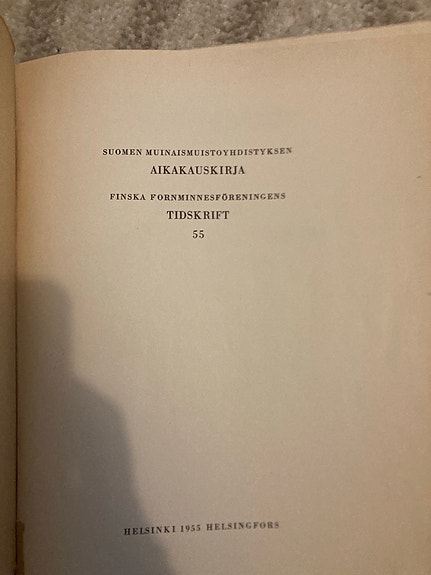 SUOMEN MUINAISMUISTOYHDISTYKSEN
AIKAKAUSKIRJA
FINSKA FORNMINNESFÖRENINGENS
TIDSKRIFT
55
HELSINKI 1955 HELSINGFORS